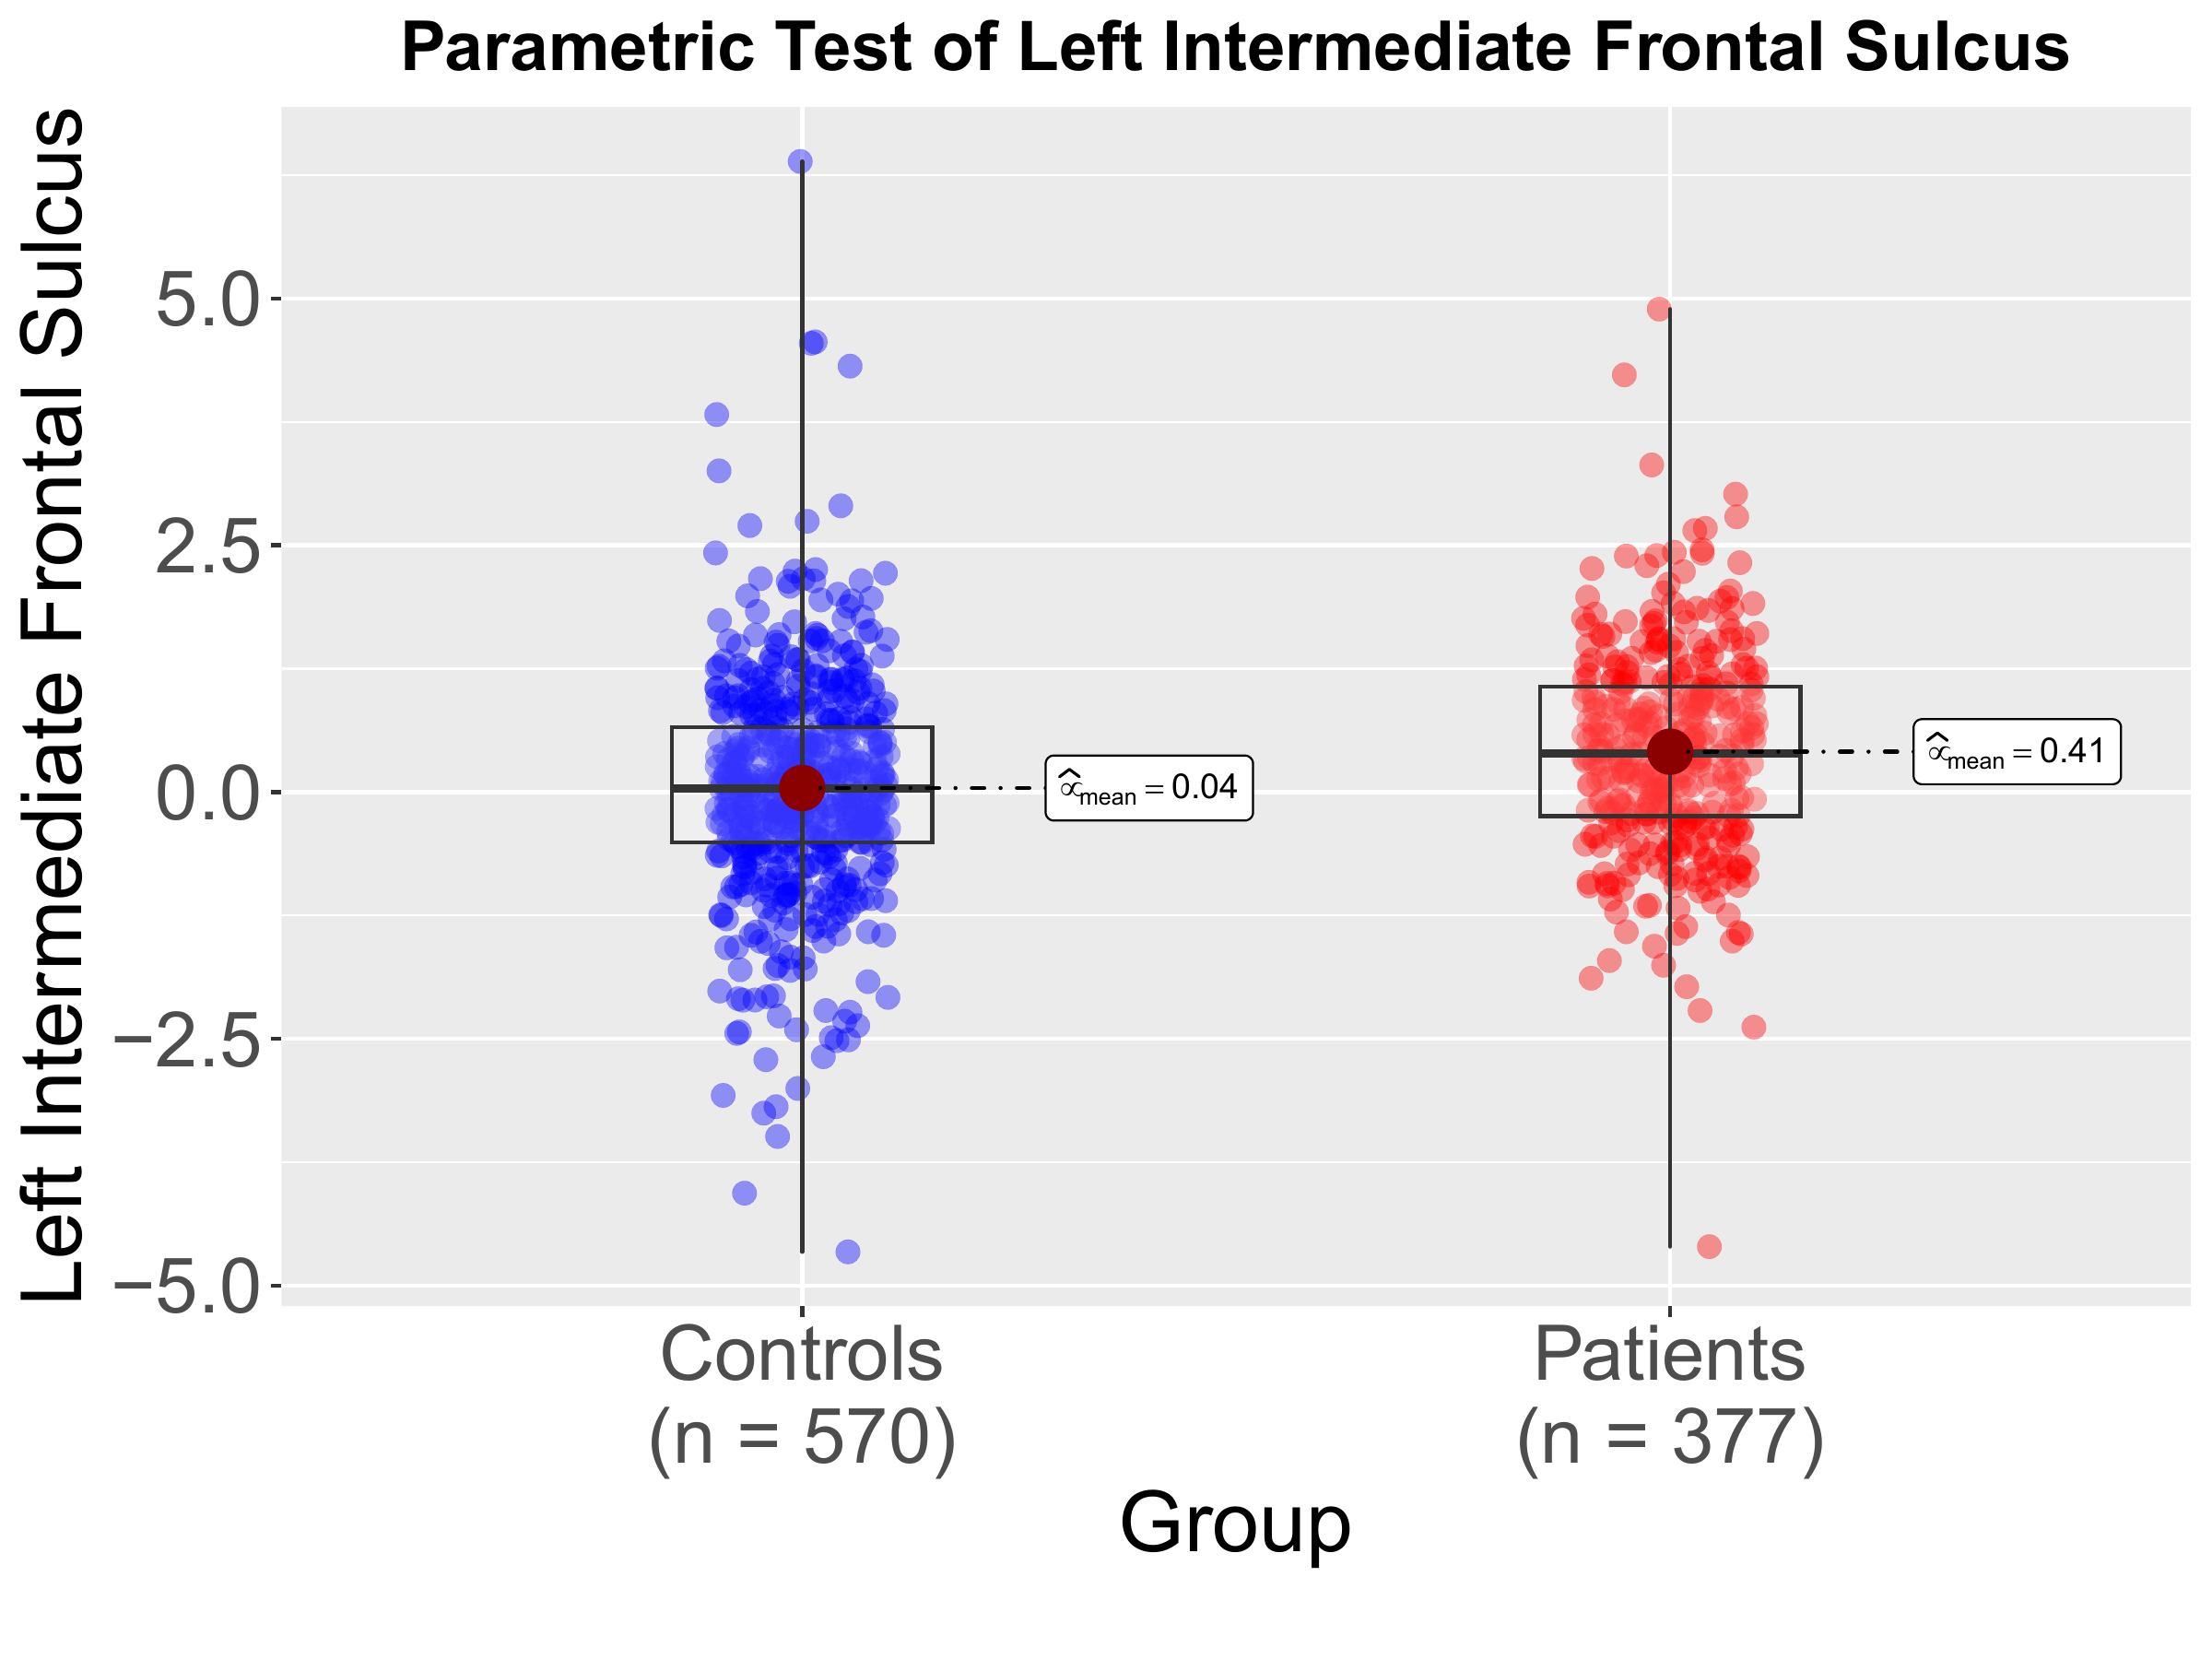 Parametric Test of Left Intermediate Frontal Sulcus
Left Intermediate Frontal Sulcus
5.0
2.5
0.0
−2.5
−5.0
∝̂mean = 0.04
∝̂mean = 0.41
Controls
(n = 570)
Patients
(n = 377)
Group